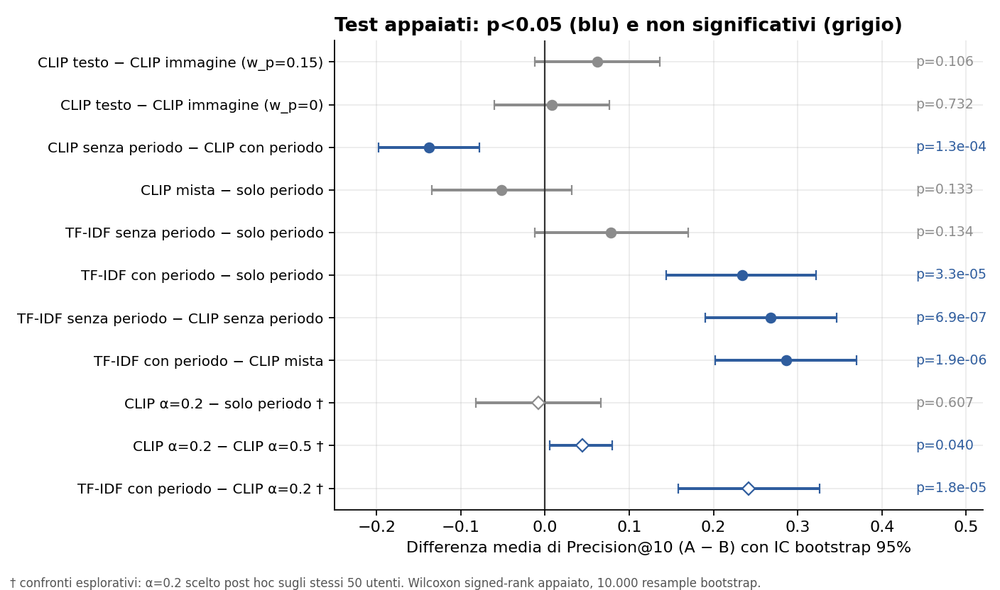 Test appaiati: p<0.05 (blu) e non significativi (grigio)
CLIP testo − CLIP immagine (w_p=0.15) p=0.106
CLIP testo − CLIP immagine (w_p=0) p=0.732
CLIP senza periodo − CLIP con periodo p=1.3e-04
CLIP mista − solo periodo p=0.133
TF-IDF senza periodo − solo periodo p=0.134
TF-IDF con periodo − solo periodo p=3.3e-05
TF-IDF senza periodo − CLIP senza periodo p=6.9e-07
TF-IDF con periodo − CLIP mista p=1.9e-06
CLIP α=0.2 − solo periodo † p=0.607
CLIP α=0.2 − CLIP α=0.5 † p=0.040
TF-IDF con periodo − CLIP α=0.2 † p=1.8e-05
−0.2 −0.1 0.0 0.1 0.2 0.3 0.4 0.5
Differenza media di Precision@10 (A − B) con IC bootstrap 95%
† confronti esplorativi: α=0.2 scelto post hoc sugli stessi 50 utenti. Wilcoxon signed-rank appaiato, 10.000 resample bootstrap.